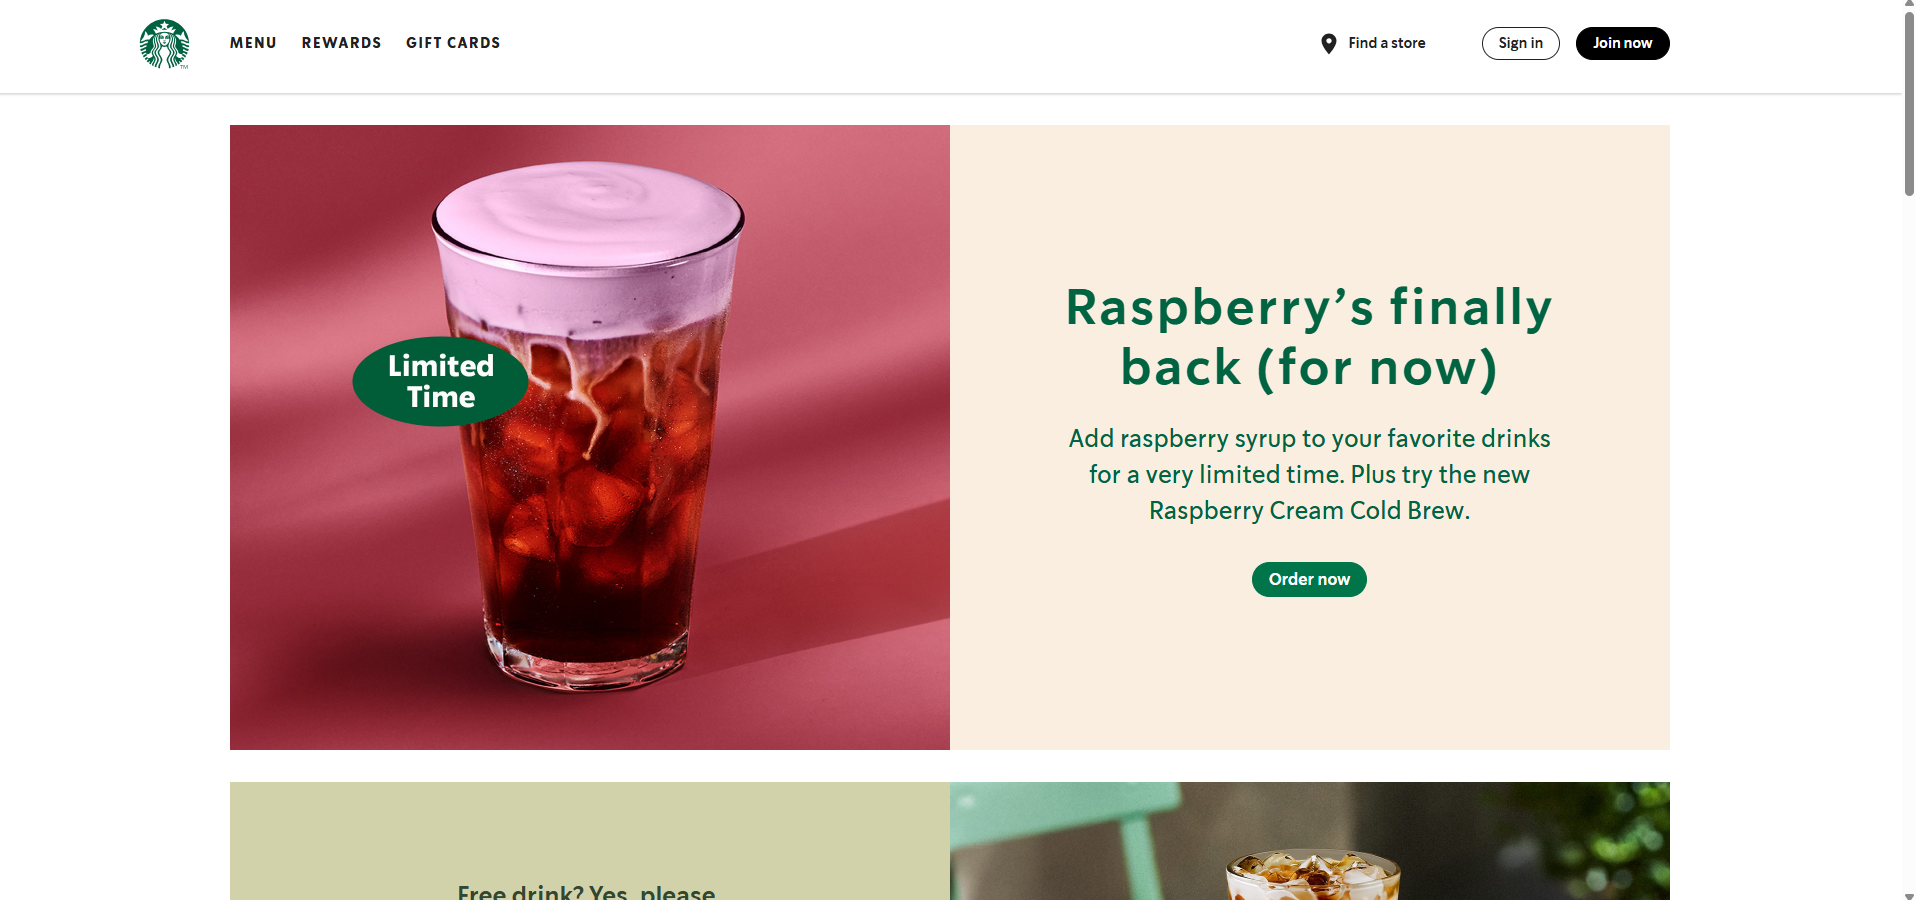 MENU REWARDS GIFT CARDS
Find a store
Sign in
Join now
Limited
Time
Raspberry’s finally
back (for now)
Add raspberry syrup to your favorite drinks
for a very limited time. Plus try the new
Raspberry Cream Cold Brew.
Order now
Free drink? Yes, please